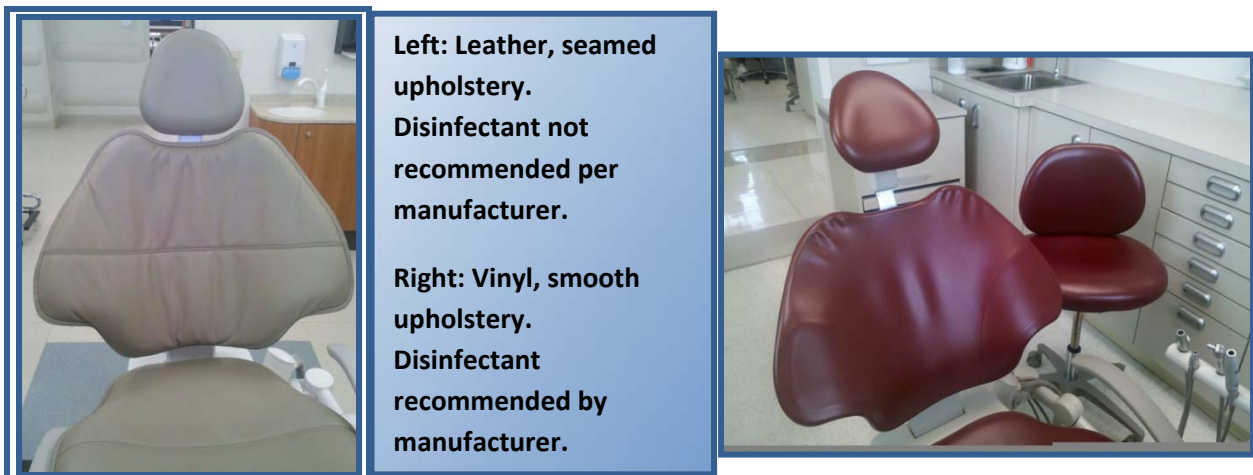 Left: Leather, seamed
upholstery.
Disinfectant not
recommended per
manufacturer.
Right: Vinyl, smooth
upholstery.
Disinfectant
recommended by
manufacturer.